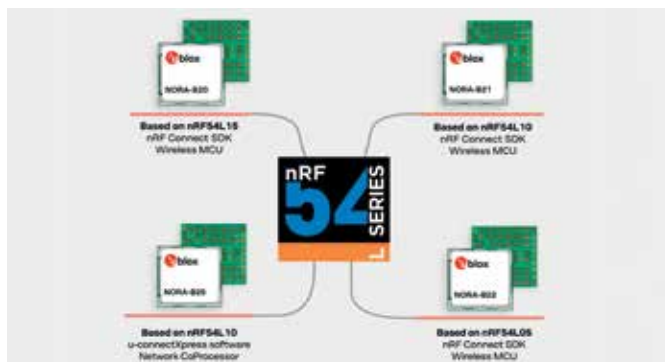 blox
NORA-B20
Based on nRF54L15
nRF Connect SDK
Wireless MCU
blox
NORA-B21
Based on nRF54L10
nRF Connect SDK
Wireless MCU
nRF
54
L SERIES
blox
NORA-B26
Based on nRF54L10
u-connectXpress software
Network CoProcessor
blox
NORA-B22
Based on nRF54L05
nRF Connect SDK
Wireless MCU